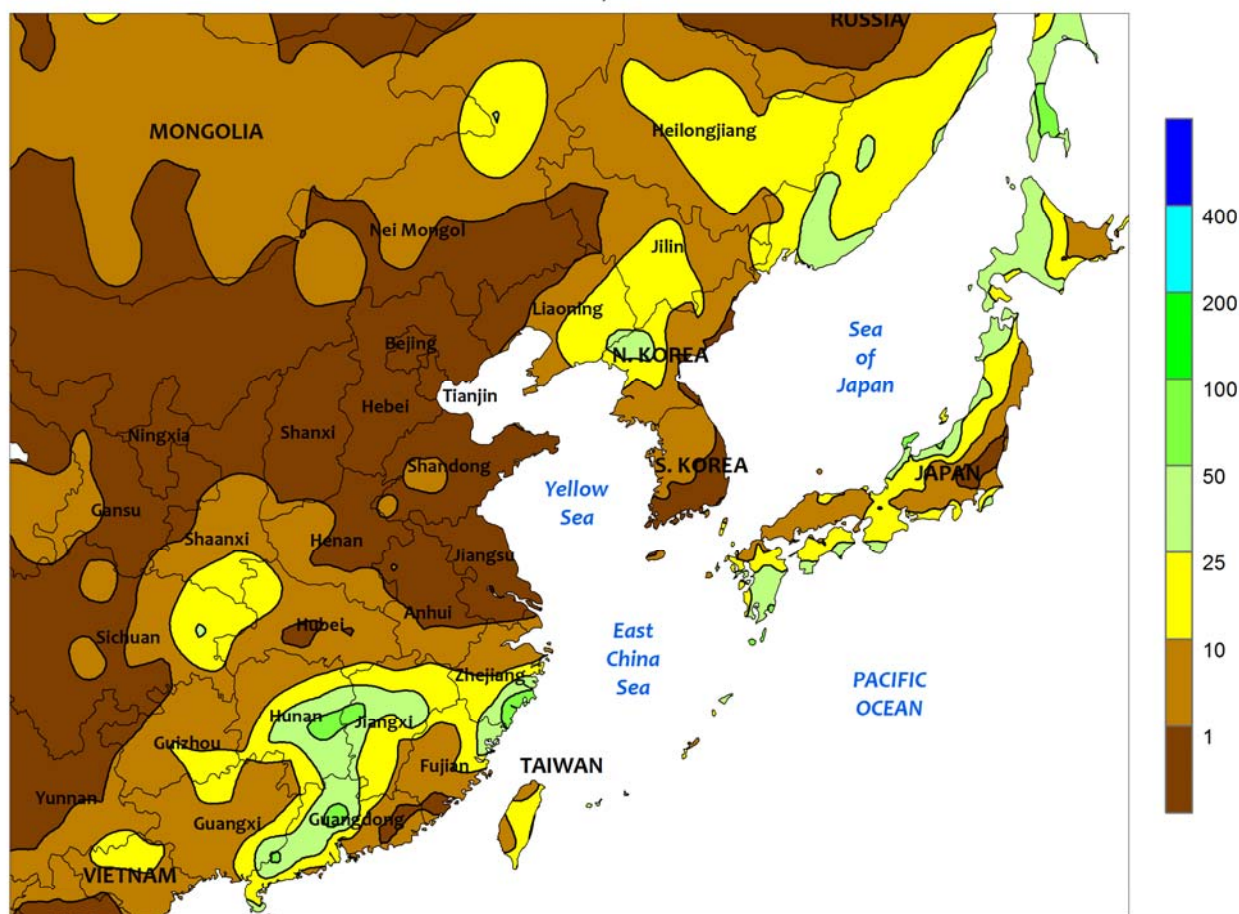 RUSSIA
MONGOLIA
Heilongjiang
Nei Mongol
Jilin
Liaoning
Bejing
N. KOREA
Sea
of
Japan
Tianjin
Hebei
Ningxia
Shanxi
Shandong
S. KOREA
JAPAN
Gansu
Yellow
Sea
Shaanxi
Henan
Jiangsu
Anhui
Hubei
Sichuan
East
China
Sea
Zhejiang
PACIFIC
OCEAN
Hunan
Jiangxi
Guizhou
Fujian
TAIWAN
Yunnan
Guangxi
Guangdong
VIETNAM
400
200
100
50
25
10
1